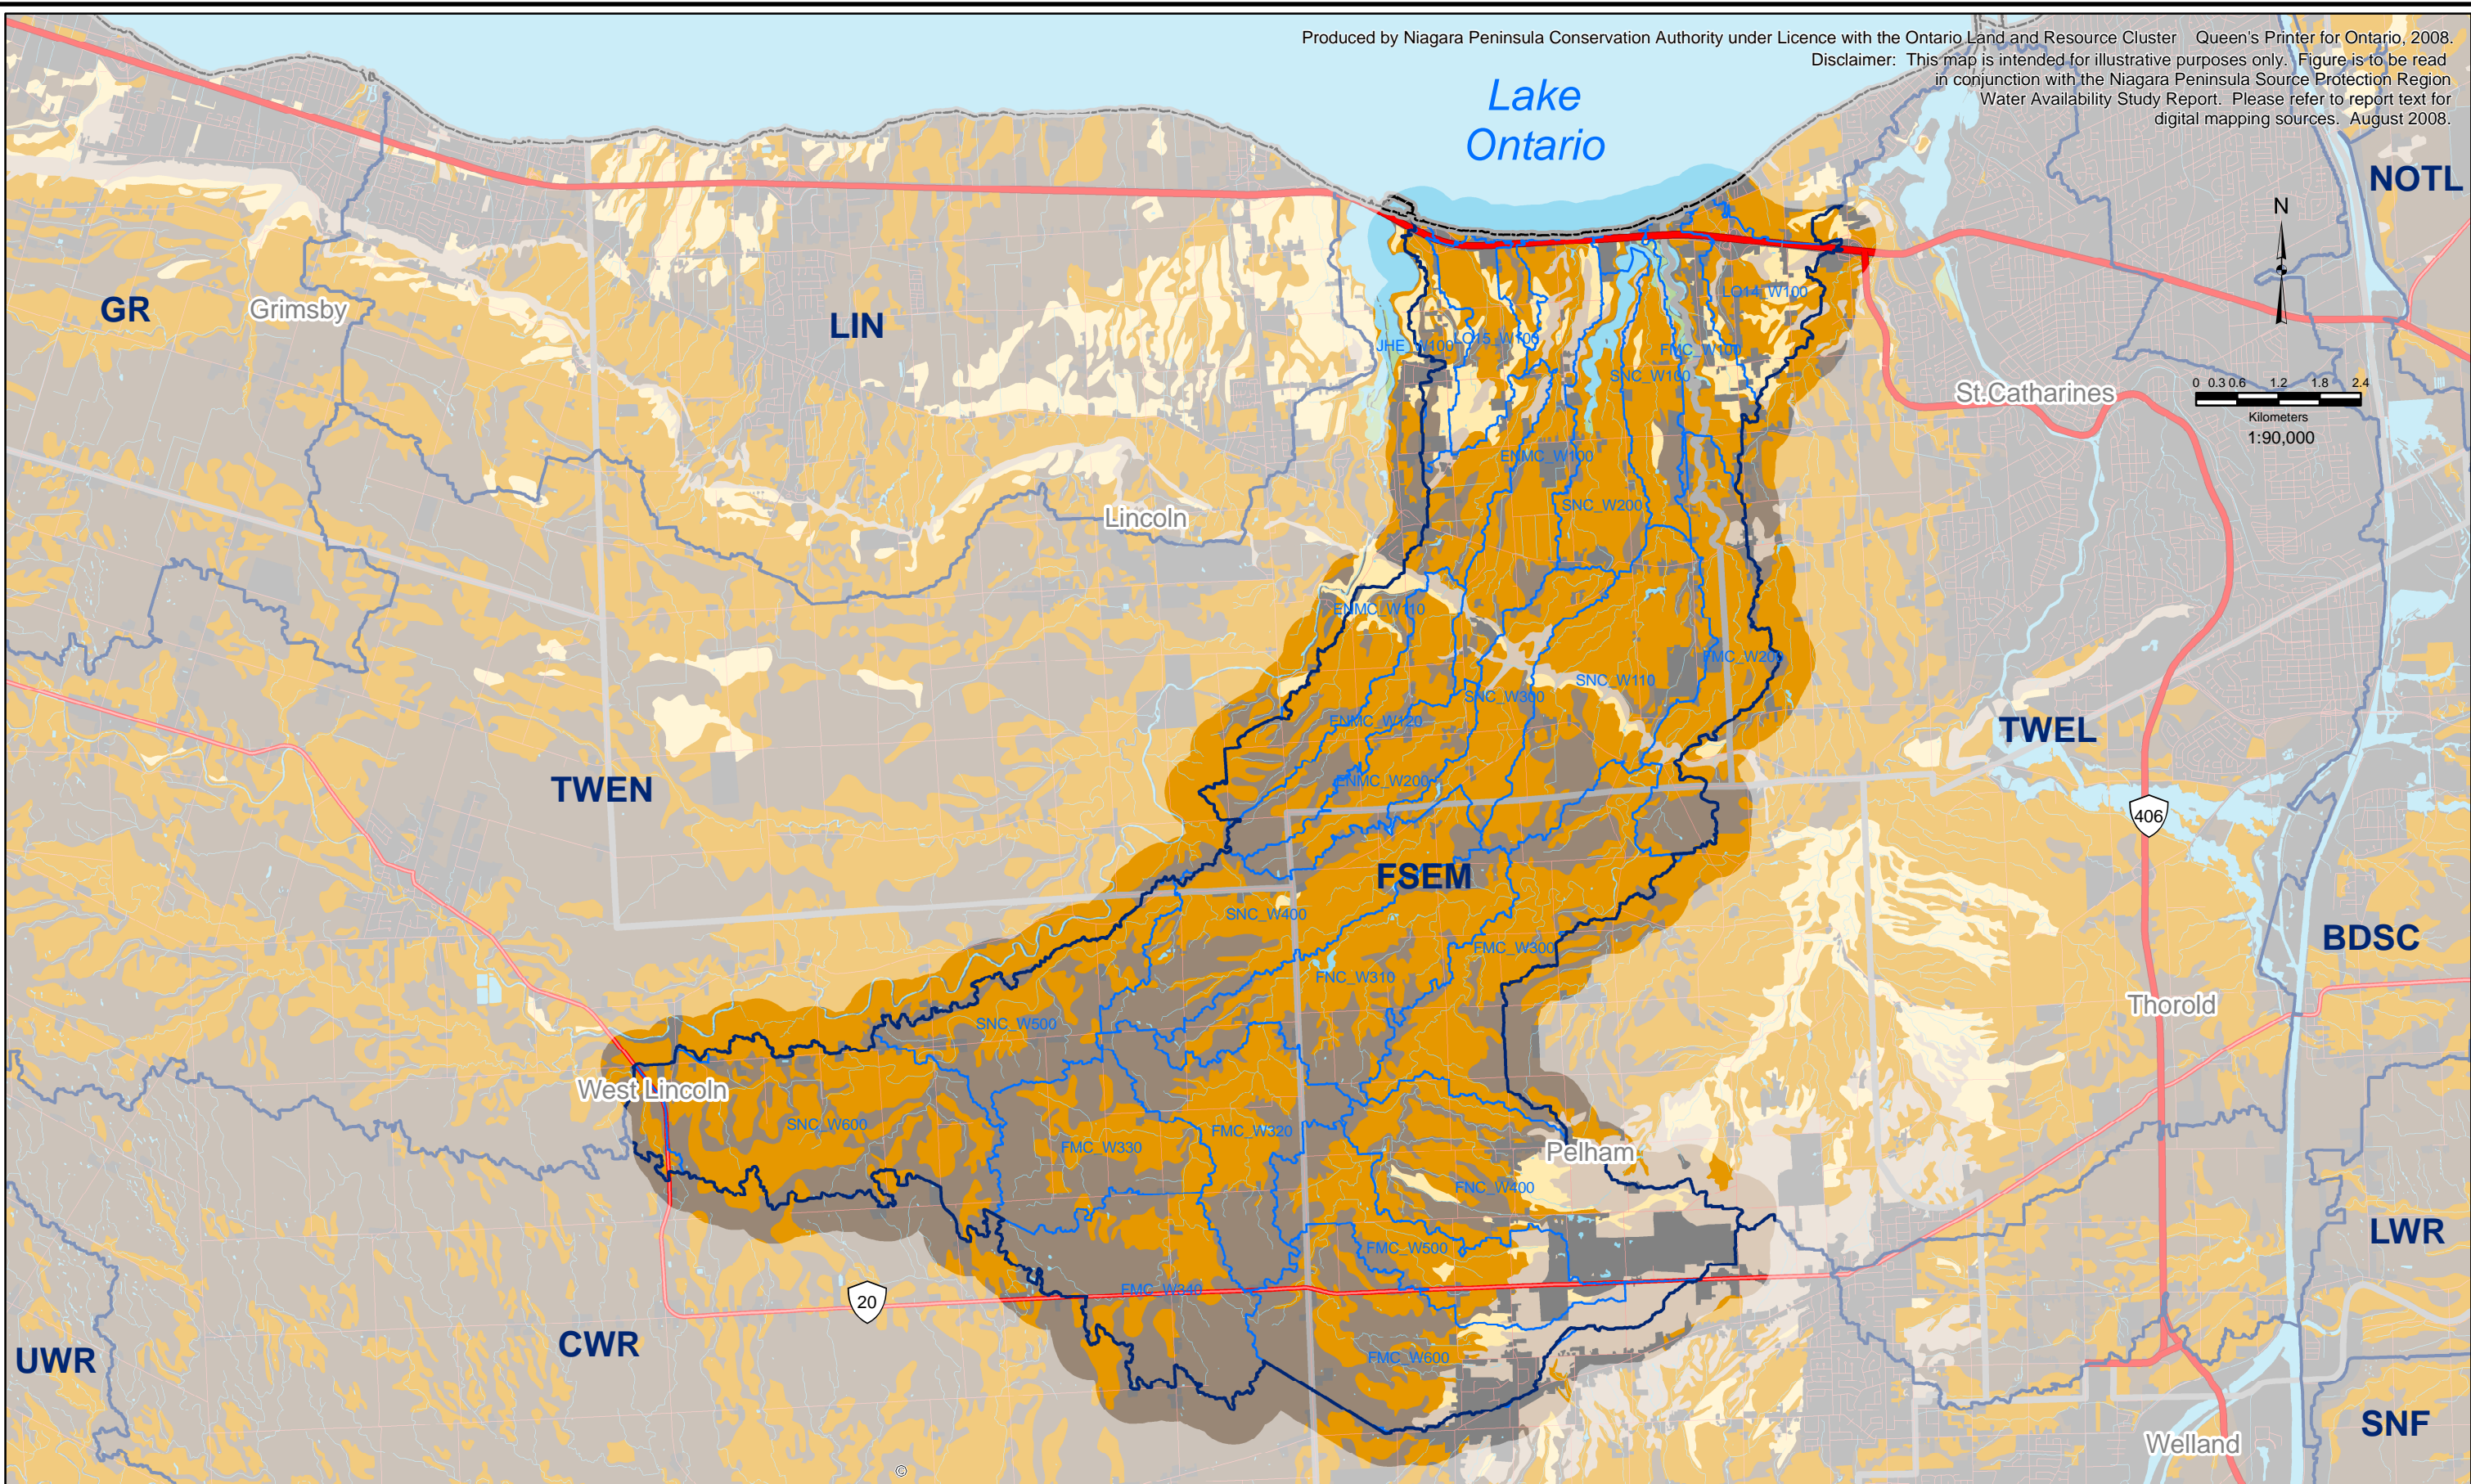 Produced by Niagara Peninsula Conservation Authority under Licence with the Ontario Land and Resource Cluster Queen's Printer for Ontario, 2008.
Disclaimer: This map is intended for illustrative purposes only. Figure is to be read
in conjunction with the Niagara Peninsula Source Protection Region
Water Availability Study Report. Please refer to report text for
digital mapping sources. August 2008.
Lake
Ontario
NOTL
N
GR
Grimsby
LIN
LO14_W100
JHE_W100
LO15_W100
FMC_W100
SNC_W100
St.Catharines
0 0.3 0.6 1.2 1.8 2.4
Kilometers
1:90,000
ENMC_W100
SNC_W200
Lincoln
ENMC_W110
FMC_W200
SNC_W110
SNC_W300
ENMC_W120
TWEL
ENMC_W200
TWEN
406
FSEM
SNC_W400
FMC_W300
BDSC
FNC_W310
Thorold
SNC_W500
West Lincoln
SNC_W600
FMC_W320
FMC_W330
Pelham
FNC_W400
LWR
FMC_W500
FMC_W340
20
CWR
UWR
FMC_W600
SNF
Welland
©